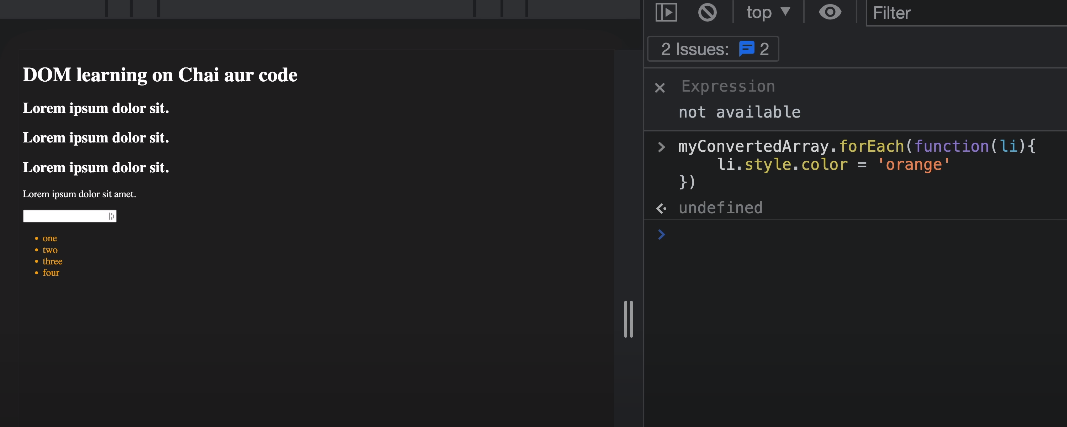 DOM learning on Chai aur code
Lorem ipsum dolor sit.
Lorem ipsum dolor sit.
Lorem ipsum dolor sit.
Lorem ipsum dolor sit amet.
one
two
three
four
top
Filter
2 Issues: 2
Expression
not available
myConvertedArray.forEach(function(li){
    li.style.color = 'orange'
})
undefined